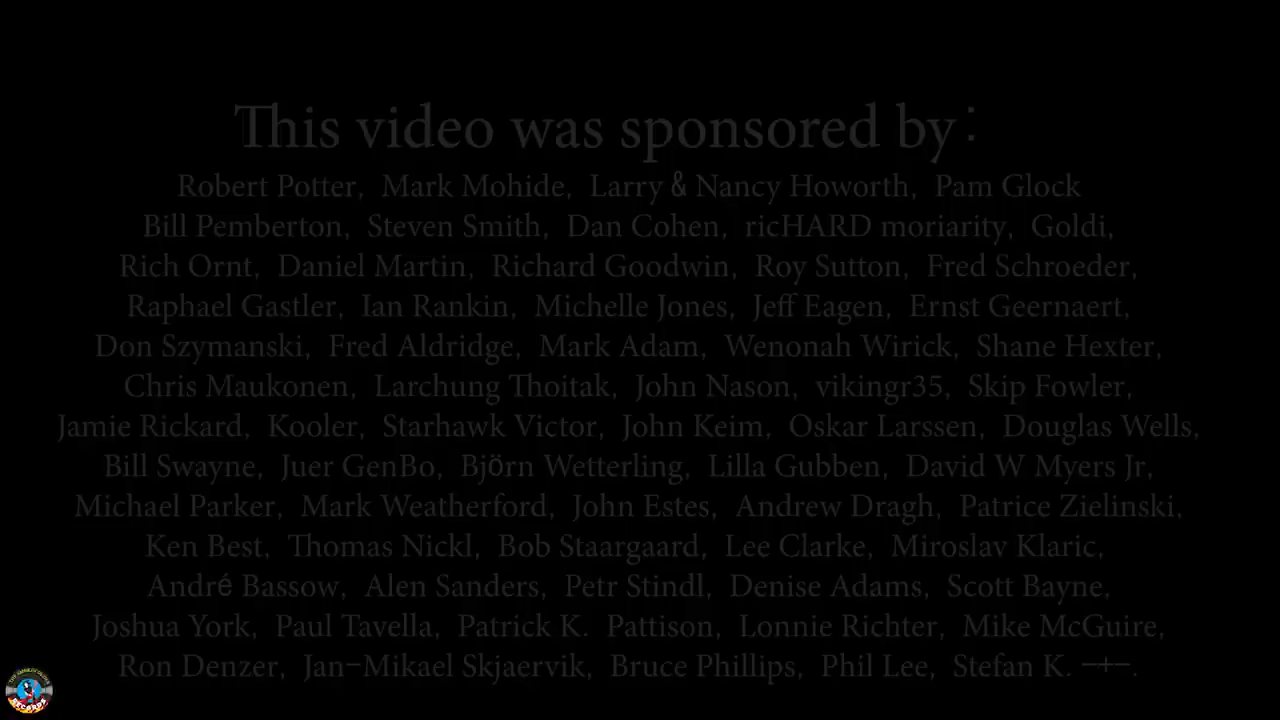 This video was sponsored by:
Robert Potter, Mark Mohide, Larry & Nancy Howorth, Pam Glock
Bill Pemberton, Steven Smith, Dan Cohen, ricHARD moriarity, Goldi,
Rich Ornt, Daniel Martin, Richard Goodwin, Roy Sutton, Fred Schroeder,
Raphael Gastler, Ian Rankin, Michelle Jones, Jeff Eagen, Ernst Geernaert,
Don Szymanski, Fred Aldridge, Mark Adam, Wenonah Wirick, Shane Hexter,
Chris Maukonen, Larchung Thoitak, John Nason, vikingr35, Skip Fowler,
Jamie Rickard, Kooler, Starhawk Victor, John Keim, Oskar Larssen, Douglas Wells,
Bill Swayne, Juer GenBo, Björn Wetterling, Lilla Gubben, David W Myers Jr,
Michael Parker, Mark Weatherford, John Estes, Andrew Dragh, Patrice Zielinski,
Ken Best, Thomas Nickl, Bob Staargaard, Lee Clarke, Miroslav Klaric,
André Bassow, Alen Sanders, Petr Stindl, Denise Adams, Scott Bayne,
Joshua York, Paul Tavella, Patrick K. Pattison, Lonnie Richter, Mike McGuire,
Ron Denzer, Jan-Mikael Skjaervik, Bruce Phillips, Phil Lee, Stefan K. -+-.
RECORDS